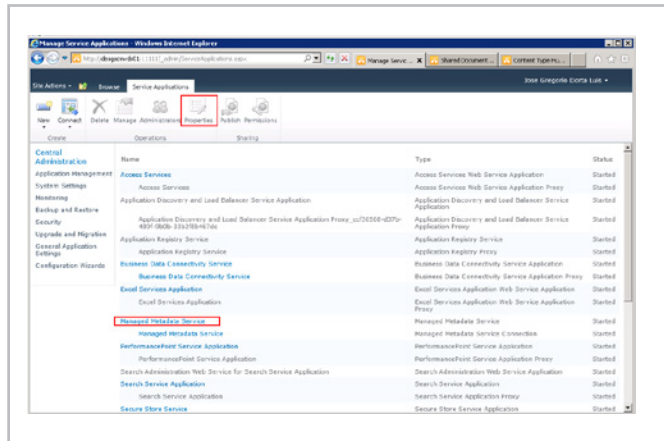 Manage Service Applications - Windows Internet Explorer
Manage Servic...
Shared Document ...
Content Type Hu...
Site Actions
Browse
Service Applications
Jose Gregorio Elorta Luis
New
Connect
Delete
Manage
Administrators
Properties
Publish
Permissions
Create
Operations
Sharing
Central
Administration
Application Management
System Settings
Monitoring
Backup and Restore
Security
Upgrade and Migration
General Application
Settings
Configuration Wizards
Name
Type
Status
Access Services
Access Services Web Service Application
Started
Access Services
Access Services Web Service Application Proxy
Started
Application Discovery and Load Balancer Service Application
Application Discovery and Load Balancer Service
Application
Started
Application Discovery and Load Balancer Service Application
Application Discovery and Load Balancer Service
Application Proxy
Started
Application Registry Service
Application Registry Service
Started
Application Registry Service
Application Registry Proxy
Started
Business Data Connectivity Service
Business Data Connectivity Service Application
Started
Business Data Connectivity Service
Business Data Connectivity Service Application Proxy
Started
Excel Services Application
Excel Services Application Web Service Application
Started
Excel Services Application
Excel Services Application Web Service Application
Proxy
Started
Managed Metadata Service
Managed Metadata Service
Started
Managed Metadata Service
Managed Metadata Service Connection
Started
PerformancePoint Service Application
PerformancePoint Service Application
Started
PerformancePoint Service Application
PerformancePoint Service Application Proxy
Started
Search Administration Web Service for Search Service Application
Search Administration Web Service Application
Started
Search Service Application
Search Service Application
Started
Search Service Application
Search Service Application Proxy
Started
Secure Store Service
Secure Store Service Application
Started